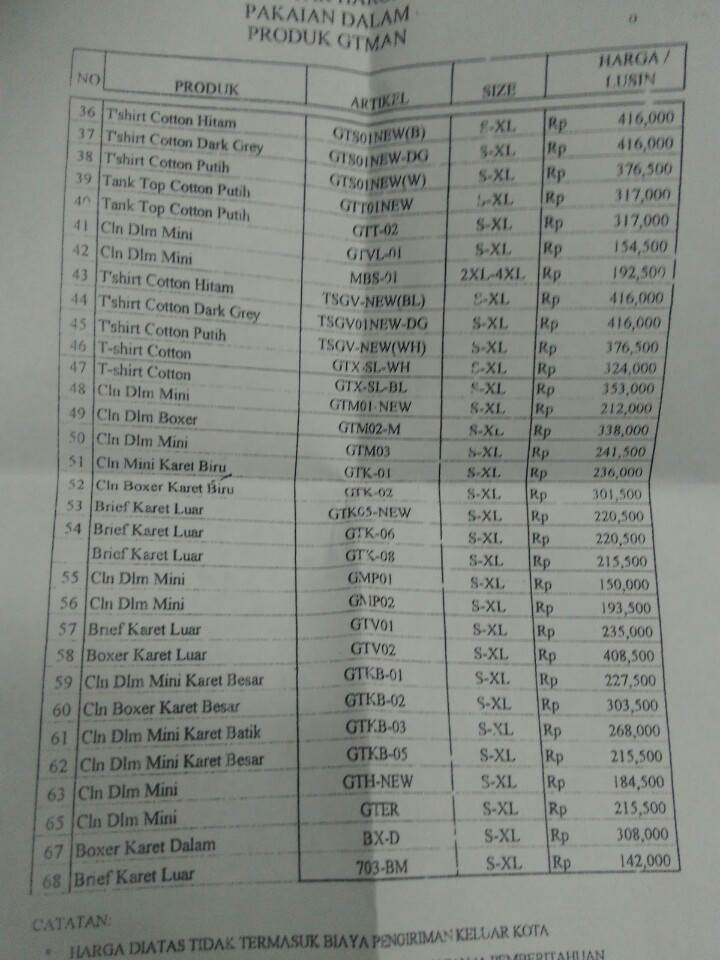 PAKAIAN DALAM
PRODUK GTMAN
NO PRODUK ARTIKEL SIZE HARGA / LUSIN
36 T'shirt Cotton Hitam GTS01NEW(B) S-XL Rp 416,000
37 T'shirt Cotton Dark Grey GTS01NEW-DG S-XL Rp 416,000
38 T'shirt Cotton Putih GTS01NEW(W) S-XL Rp 376,500
39 Tank Top Cotton Putih GTT01NEW S-XL Rp 317,000
40 Tank Top Cotton Putih GTT-02 S-XL Rp 317,000
41 Cln Dlm Mini GTVL-01 S-XL Rp 154,500
42 Cln Dlm Mini MBS-01 2XL-4XL Rp 192,500
43 T'shirt Cotton Hitam TSGV-NEW(BL) S-XL Rp 416,000
44 T'shirt Cotton Dark Grey TSGV01NEW-DG S-XL Rp 416,000
45 T'shirt Cotton Putih TSGV-NEW(WH) S-XL Rp 376,500
46 T-shirt Cotton GTX-SL-WH S-XL Rp 324,000
47 T-shirt Cotton GTX-SL-BL S-XL Rp 353,000
48 Cln Dlm Mini GTM01-NEW S-XL Rp 212,000
49 Cln Dlm Boxer GTM02-M S-XL Rp 338,000
50 Cln Dlm Mini GTM03 S-XL Rp 241,500
51 Cln Mini Karet Biru GTK-01 S-XL Rp 236,000
52 Cln Boxer Karet Biru GTK-02 S-XL Rp 301,500
53 Brief Karet Luar GTK05-NEW S-XL Rp 220,500
54 Brief Karet Luar GTK-06 S-XL Rp 220,500
Brief Karet Luar GTK-08 S-XL Rp 215,500
55 Cln Dlm Mini GMP01 S-XL Rp 150,000
56 Cln Dlm Mini GMP02 S-XL Rp 193,500
57 Brief Karet Luar GTV01 S-XL Rp 235,000
58 Boxer Karet Luar GTV02 S-XL Rp 408,500
59 Cln Dlm Mini Karet Besar GTKB-01 S-XL Rp 227,500
60 Cln Boxer Karet Besar GTKB-02 S-XL Rp 303,500
61 Cln Dlm Mini Karet Batik GTKB-03 S-XL Rp 268,000
62 Cln Dlm Mini Karet Besar GTKB-05 S-XL Rp 215,500
63 Cln Dlm Mini GTH-NEW S-XL Rp 184,500
65 Cln Dlm Mini GTER S-XL Rp 215,500
67 Boxer Karet Dalam BX-D S-XL Rp 308,000
68 Brief Karet Luar 703-BM S-XL Rp 142,000
CATATAN:
* HARGA DIATAS TIDAK TERMASUK BIAYA PENGIRIMAN KELUAR KOTA
PEMBERITAHUAN